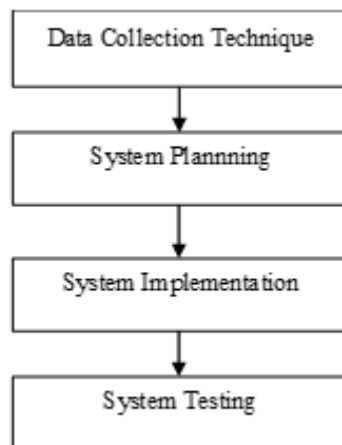 Data Collection Technique
System Plannning
System Implementation
System Testing